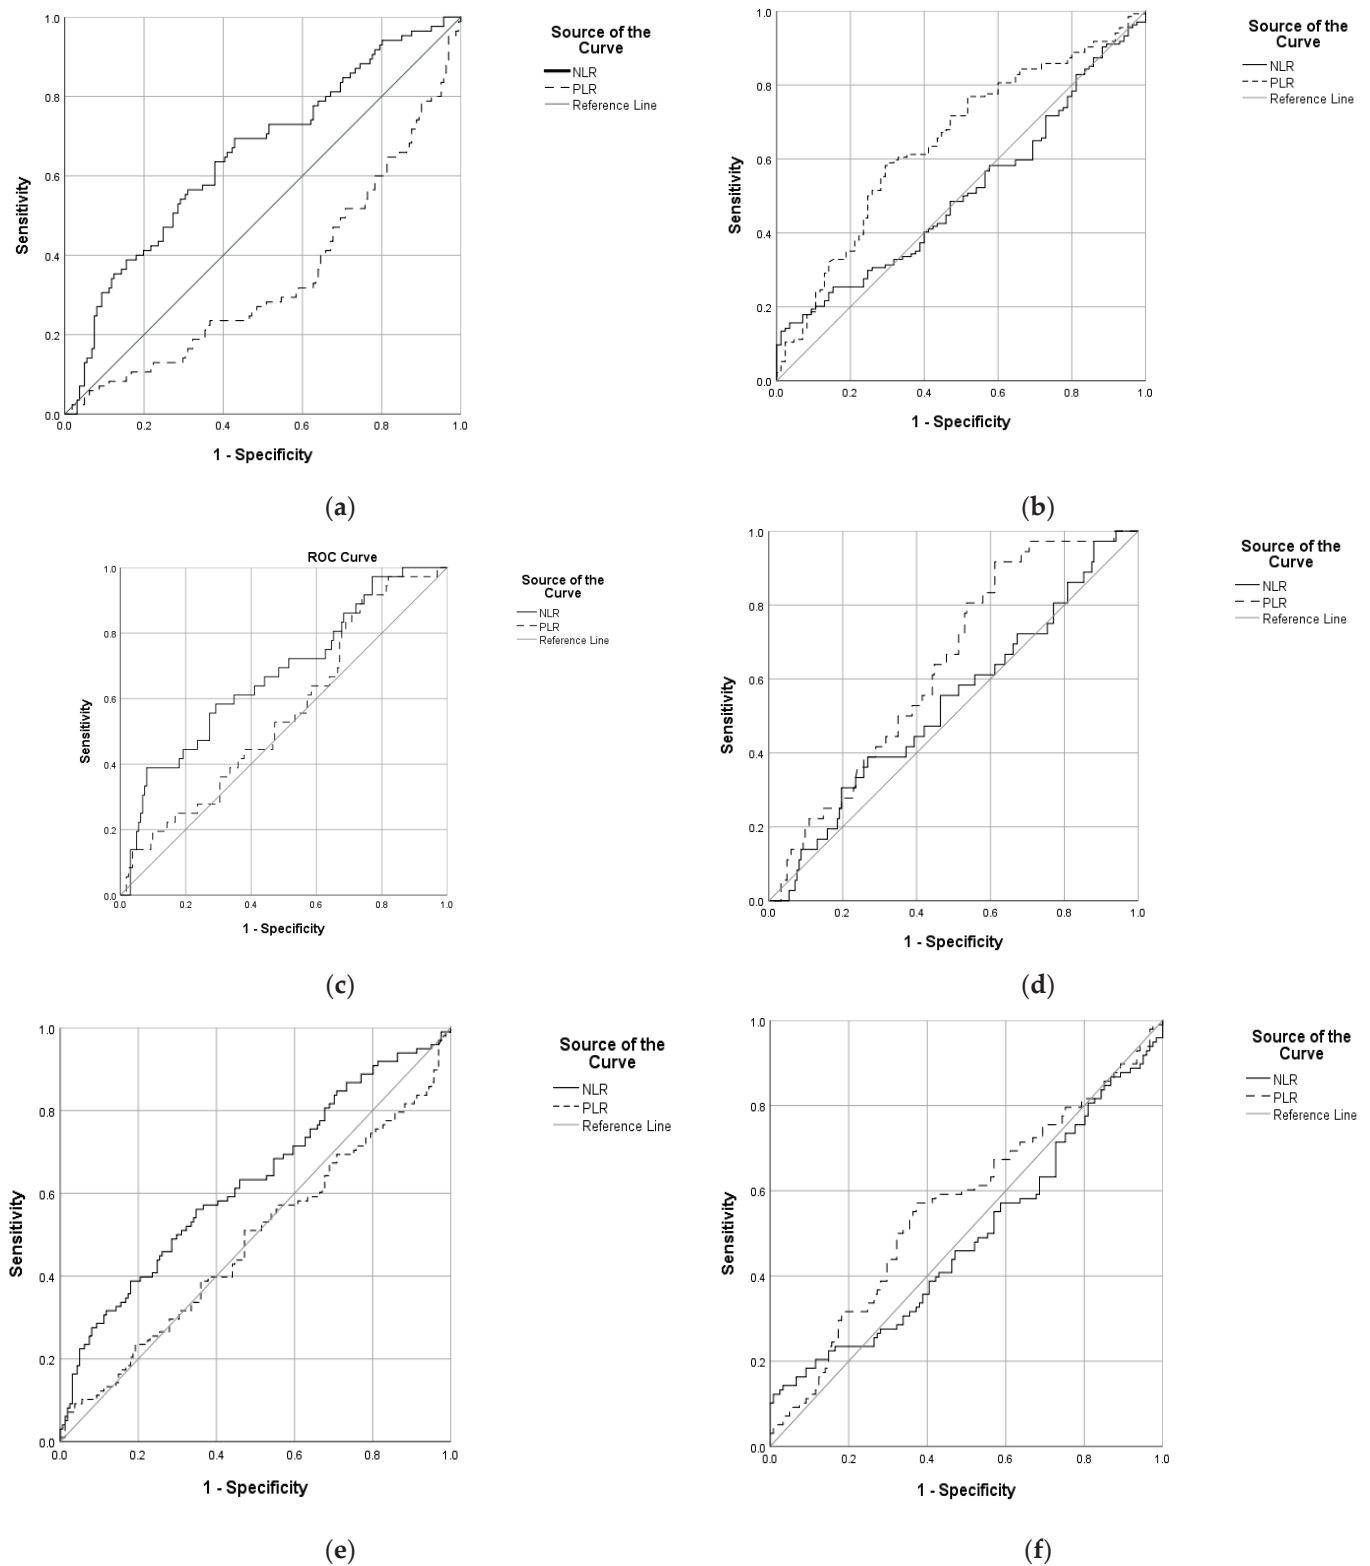 1.0
0.8
0.6
0.4
0.2
0.0
Sensitivity
0.0 0.2 0.4 0.6 0.8 1.0
1 - Specificity
Source of the
Curve
NLR
PLR
Reference Line
(a)
1.0
0.8
0.6
0.4
0.2
0.0
Sensitivity
0.0 0.2 0.4 0.6 0.8 1.0
1 - Specificity
Source of the
Curve
NLR
PLR
Reference Line
(b)
ROC Curve
1.0
0.8
0.6
0.4
0.2
0.0
Sensitivity
0.0 0.2 0.4 0.6 0.8 1.0
1 - Specificity
Source of the
Curve
NLR
PLR
Reference Line
(c)
1.0
0.8
0.6
0.4
0.2
0.0
Sensitivity
0.0 0.2 0.4 0.6 0.8 1.0
1 - Specificity
Source of the
Curve
NLR
PLR
Reference Line
(d)
1.0
0.8
0.6
0.4
0.2
0.0
Sensitivity
0.0 0.2 0.4 0.6 0.8 1.0
1 - Specificity
Source of the
Curve
NLR
PLR
Reference Line
(e)
1.0
0.8
0.6
0.4
0.2
0.0
Sensitivity
0.0 0.2 0.4 0.6 0.8 1.0
1 - Specificity
Source of the
Curve
NLR
PLR
Reference Line
(f)